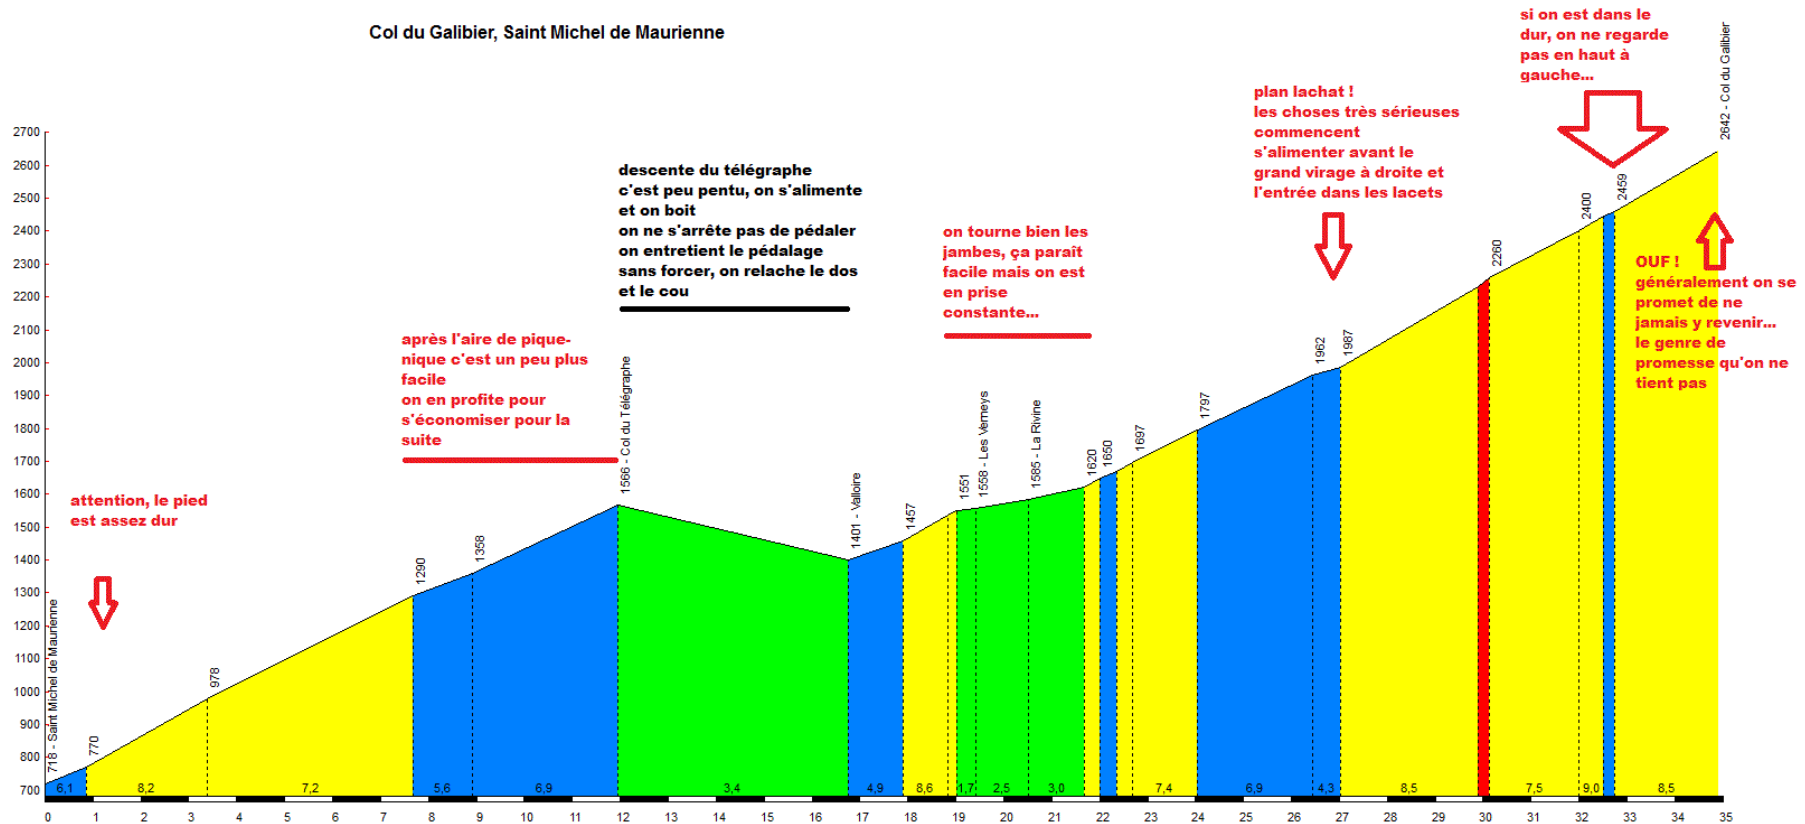 Col du Galibier, Saint Michel de Maurienne
si on est dans le
dur, on ne regarde
pas en haut à
gauche...
2642 - Col du Galibier
plan lachat !
les choses très sérieuses
commencent
s'alimenter avant le
grand virage à droite et
l'entrée dans les lacets
descente du télégraphe
c'est peu pentu, on s'alimente
et on boit
on ne s'arrête pas de pédaler
on entretient le pédalage
sans forcer, on relache le dos
et le cou
on tourne bien les
jambes, ça paraît
facile mais on est
en prise
constante...
OUF !
généralement on se
promet de ne
jamais y revenir...
le genre de
promesse qu'on ne
tient pas
après l'aire de pique-
nique c'est un peu plus
facile
on en profite pour
s'économiser pour la
suite
attention, le pied
est assez dur
2700
2600
2500
2400
2300
2200
2100
2000
1900
1800
1700
1600
1500
1400
1300
1200
1100
1000
900
800
700
718 - Saint Michel de Maurienne
770
978
1290
1358
1566 - Col du Télégraphe
1401 - Valloire
1457
1551
1558 - Les Verneys
1585 - La Rivine
1620
1650
1697
1797
1962
1987
2260
2400
2459
6,1 8,2 7,2 5,6 6,9 3,4 4,9 8,6 1,7 2,5 3,0 7,4 6,9 4,3 8,5 7,5 9,0 8,5
0 1 2 3 4 5 6 7 8 9 10 11 12 13 14 15 16 17 18 19 20 21 22 23 24 25 26 27 28 29 30 31 32 33 34 35